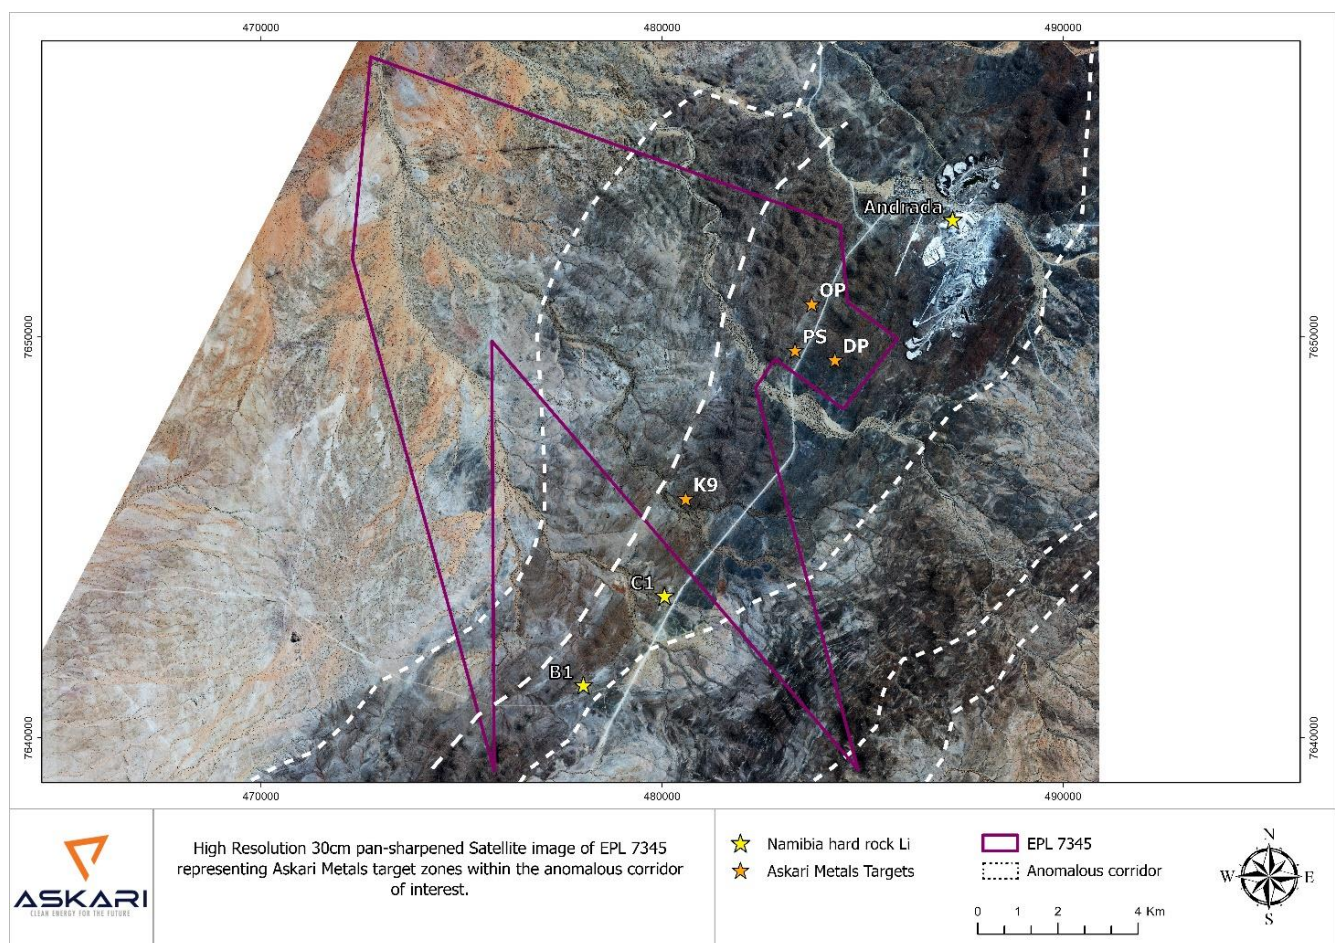 470000 480000 490000
7650000 7650000
7640000 7640000
Andrada
OP
PS
DP
K9
C1
B1
470000 480000 490000
ASKARI
CLEAN ENERGY FOR THE FUTURE
High Resolution 30cm pan-sharpened Satellite image of EPL 7345
representing Askari Metals target zones within the anomalous corridor
of interest.
Namibia hard rock Li
Askari Metals Targets
EPL 7345
Anomalous corridor
0 1 2 4 Km
N
W E
S